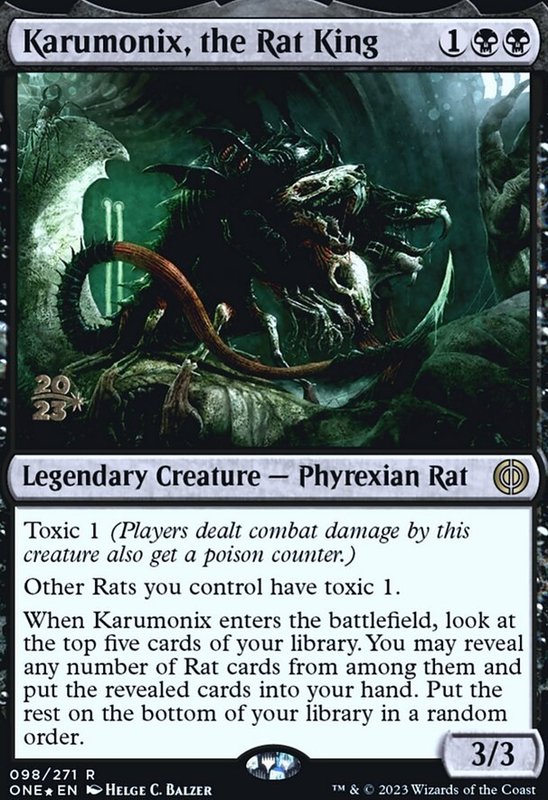 Karumonix, the Rat King
1
20
23
Legendary Creature — Phyrexian Rat
Toxic 1 (Players dealt combat damage by this
creature also get a poison counter.)
Other Rats you control have toxic 1.
When Karumonix enters the battlefield, look at
the top five cards of your library. You may reveal
any number of Rat cards from among them and
put the revealed cards into your hand. Put the
rest on the bottom of your library in a random
order.
3/3
098/271 R
ONE★EN Helge C. Balzer
™ & © 2023 Wizards of the Coast